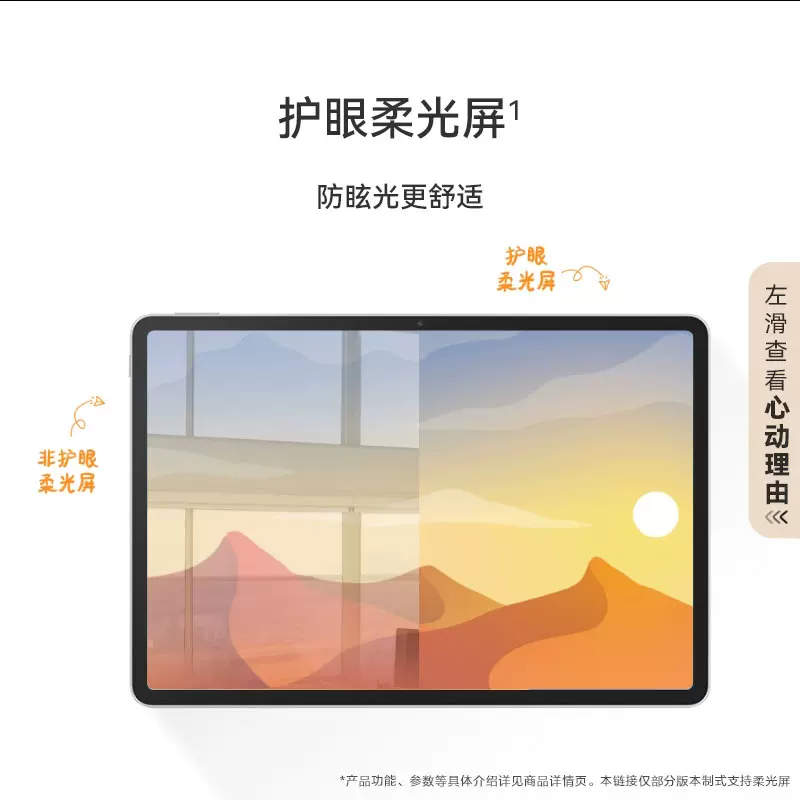 护眼柔光屏1
防眩光更舒适
护眼
柔光屏
非护眼
柔光屏
左滑查看心动理由
*产品功能、参数等具体介绍详见商品详情页。本链接仅部分版本制式支持柔光屏